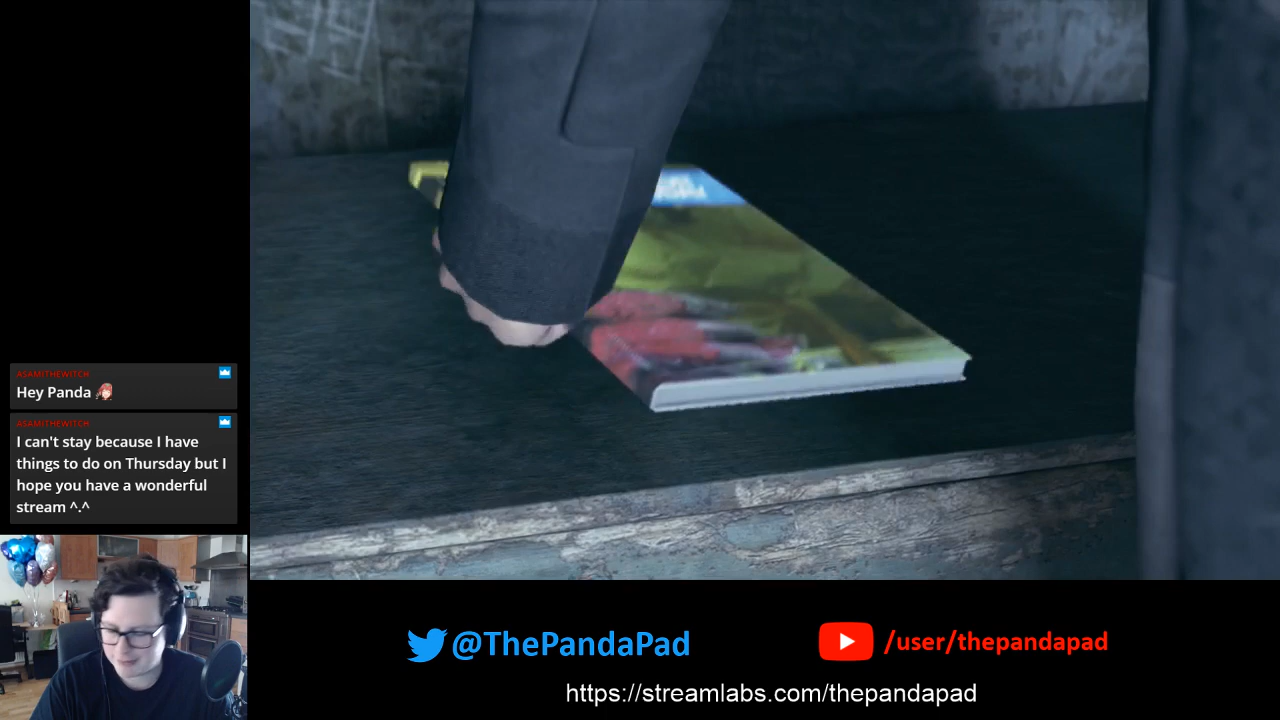 ASAMITHEWITCH
Hey Panda
ASAMITHEWITCH
I can't stay because I have
things to do on Thursday but I
hope you have a wonderful
stream ^.^
@ThePandaPad
/user/thepandapad
https://streamlabs.com/thepandapad